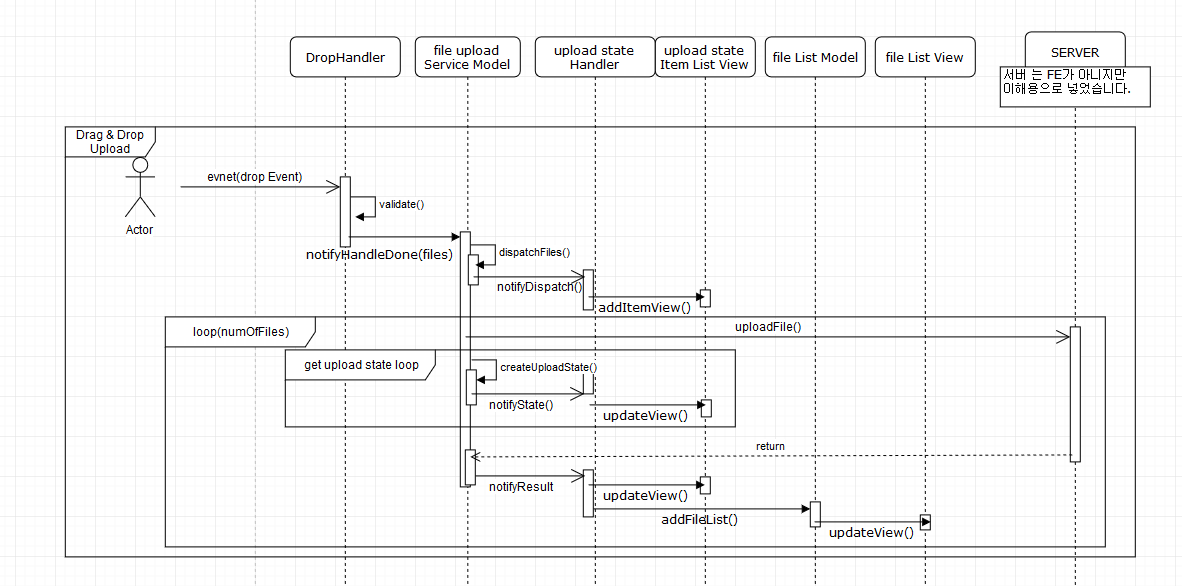 DropHandler
file upload
Service Model
upload state
Handler
upload state
Item List View
file List Model
file List View
SERVER
서버 는 FE가 아니지만
이해용으로 넣었습니다.
Drag & Drop
Upload
Actor
evnet(drop Event)
validate()
notifyHandleDone(files)
dispatchFiles()
notifyDispatch()
addItemView()
loop(numOfFiles)
uploadFile()
get upload state loop
createUploadState()
notifyState()
updateView()
return
notifyResult
updateView()
addFileList()
updateView()